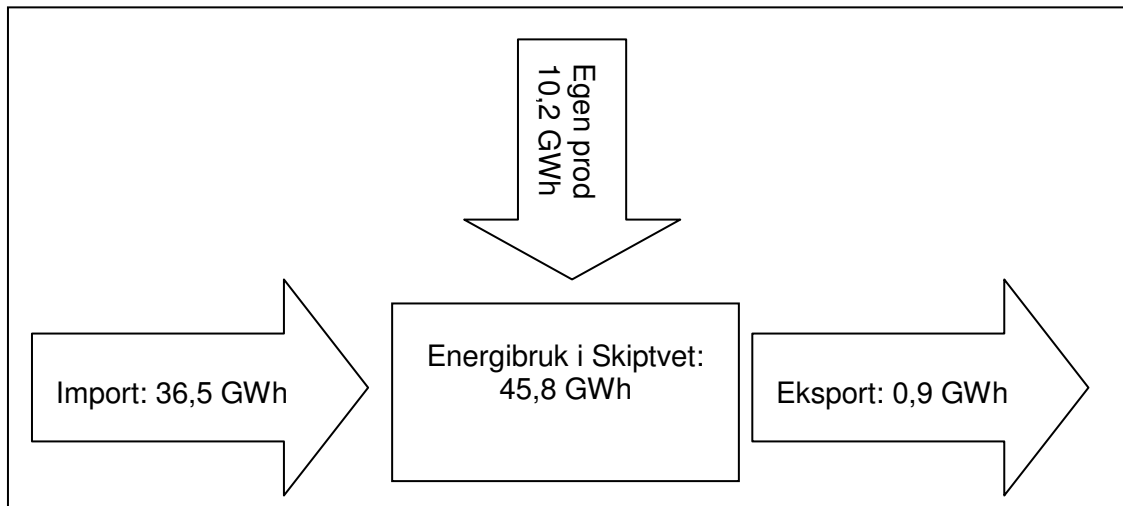 Egen prod
10,2 GWh
Import: 36,5 GWh
Energibruk i Skiptvet:
45,8 GWh
Eksport: 0,9 GWh